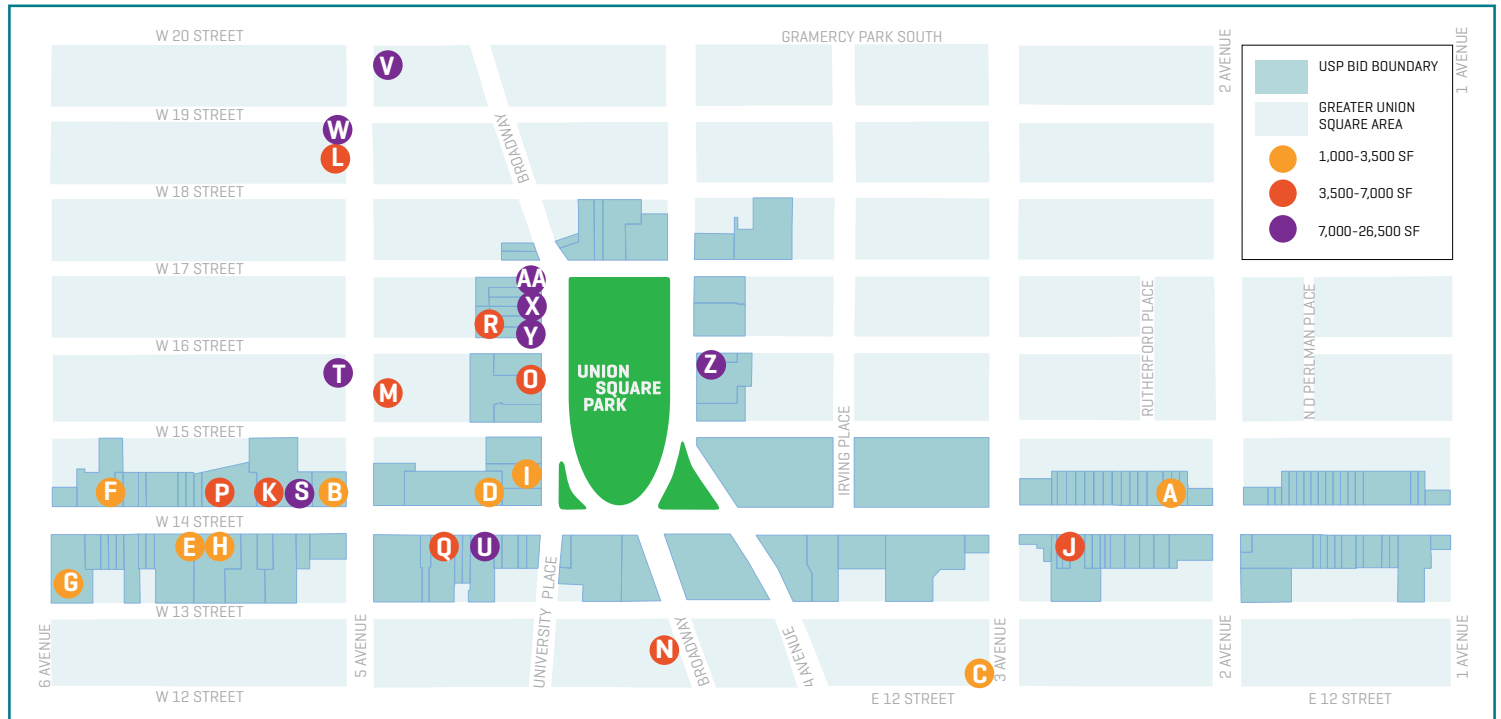 W 20 STREET
GRAMERCY PARK SOUTH
2 AVENUE
1 AVENUE
V
USP BID BOUNDARY
GREATER UNION
SQUARE AREA
1,000-3,500 SF
3,500-7,000 SF
7,000-26,500 SF
W 19 STREET
BROADWAY
W
L
W 18 STREET
W 17 STREET
AA
X
R
Y
RUTHERFORD PLACE
N D PERLMAN PLACE
W 16 STREET
T
M
O
UNION
SQUARE
PARK
Z
IRVING PLACE
W 15 STREET
F
P
K
S
B
D
I
A
W 14 STREET
E
H
G
Q
U
J
UNIVERSITY PLACE
W 13 STREET
6 AVENUE
5 AVENUE
N
BROADWAY
4 AVENUE
C
3 AVENUE
2 AVENUE
1 AVENUE
W 12 STREET
E 12 STREET
E 12 STREET